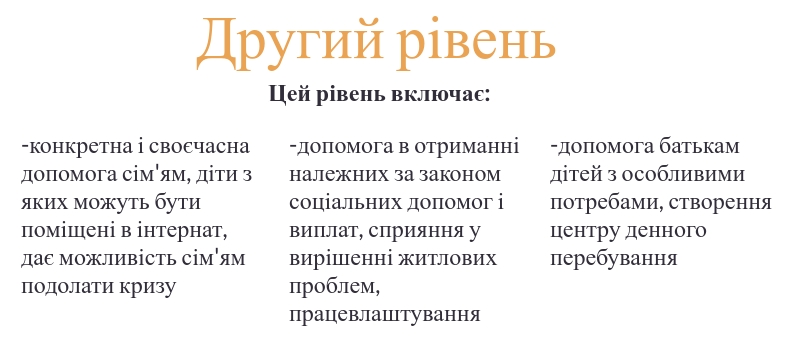 Другий рівень
Цей рівень включає:
-конкретна і своєчасна
допомога сім'ям, діти з
яких можуть бути
поміщені в інтернат,
дає можливість сім'ям
подолати кризу
-допомога в отриманні
належних за законом
соціальних допомог і
виплат, сприяння у
вирішенні житлових
проблем,
працевлаштування
-допомога батькам
дітей з особливими
потребами, створення
центру денного
перебування